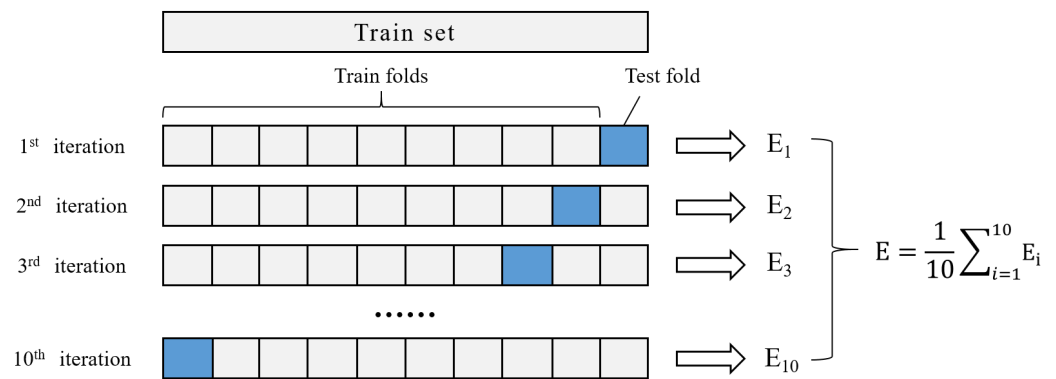 Train set
Train folds
Test fold
1st iteration
E1
2nd iteration
E2
3rd iteration
E3
E = 1/10 ∑_{i=1}^{10} Ei
......
10th iteration
E10